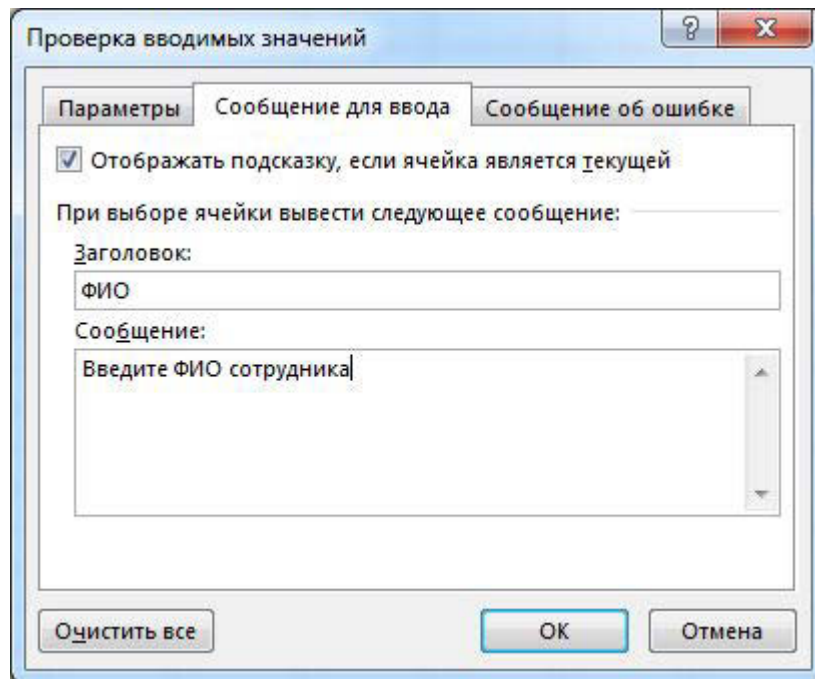 Проверка вводимых значений
?
Параметры Сообщение для ввода Сообщение об ошибке
Отображать подсказку, если ячейка является текущей
При выборе ячейки вывести следующее сообщение:
Заголовок:
ФИО
Сообщение:
Введите ФИО сотрудника
Очистить все ОК Отмена